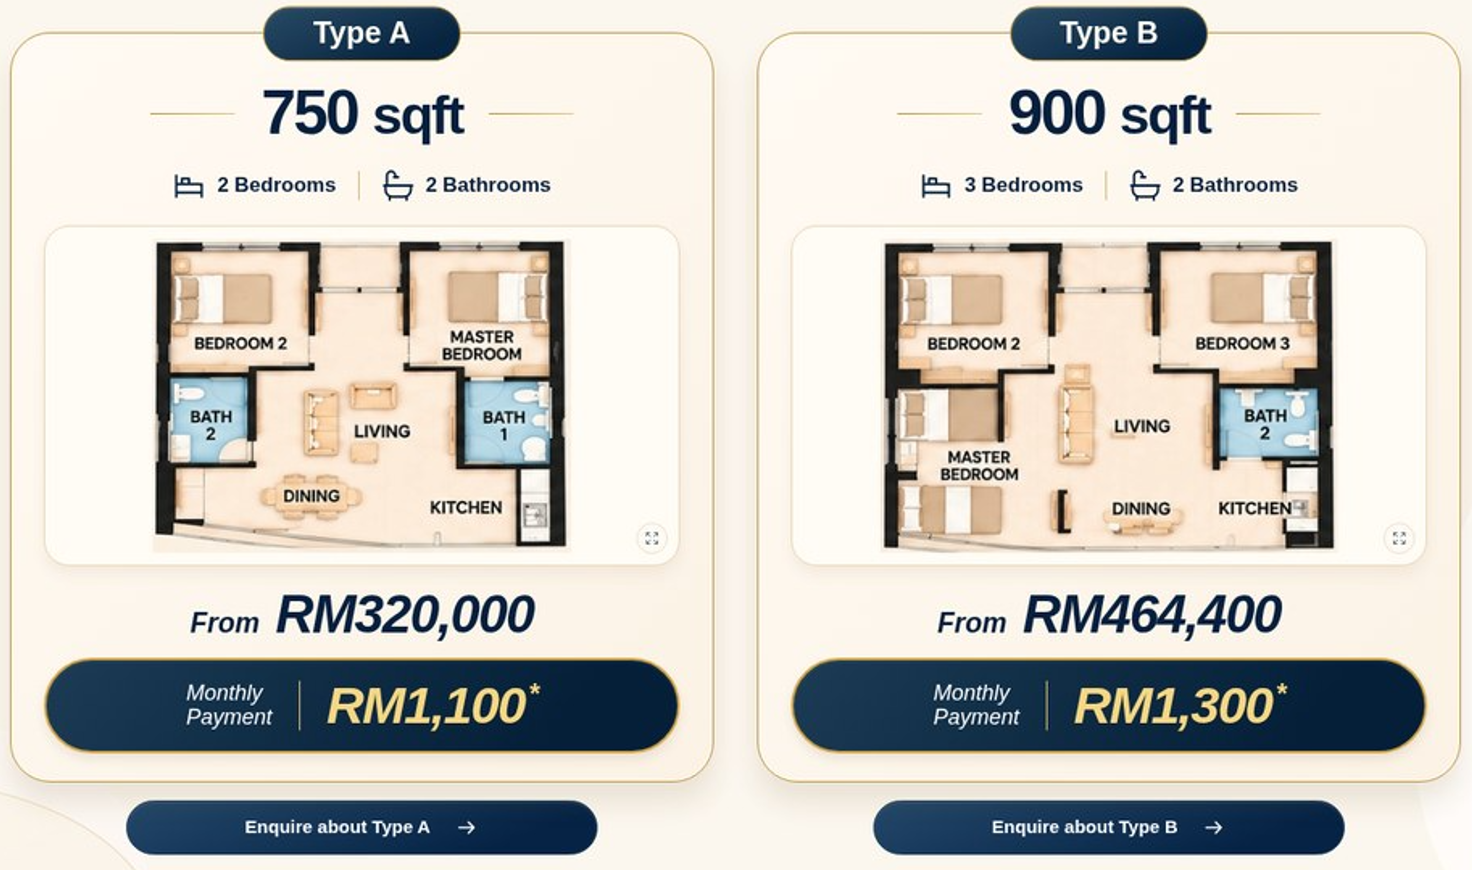 Type A
750 sqft
2 Bedrooms
2 Bathrooms
BEDROOM 2
MASTER
BEDROOM
BATH
2
LIVING
BATH
1
DINING
KITCHEN
From RM320,000
Monthly
Payment
RM1,100*
Enquire about Type A →
Type B
900 sqft
3 Bedrooms
2 Bathrooms
BEDROOM 2
BEDROOM 3
LIVING
BATH
2
MASTER
BEDROOM
DINING
KITCHEN
From RM464,400
Monthly
Payment
RM1,300*
Enquire about Type B →